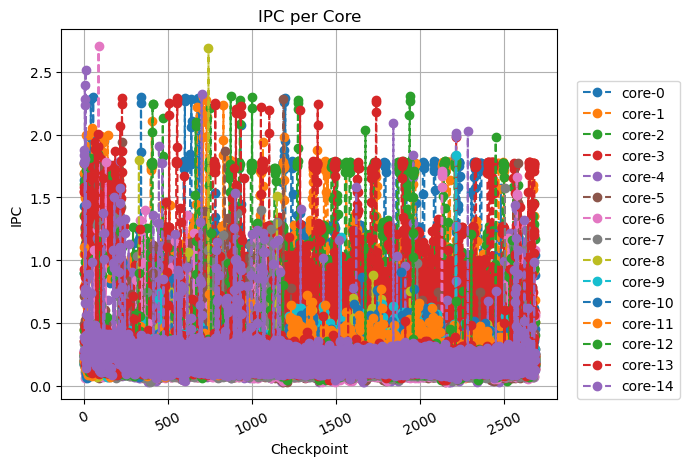 IPC per Core
IPC
2.5
2.0
1.5
1.0
0.5
0.0
0
500
1000
1500
2000
2500
Checkpoint
core-0
core-1
core-2
core-3
core-4
core-5
core-6
core-7
core-8
core-9
core-10
core-11
core-12
core-13
core-14